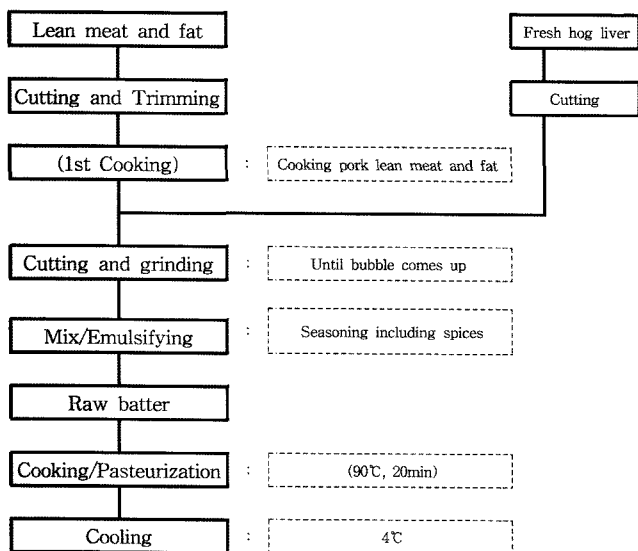 Lean meat and fat
Fresh hog liver
Cutting and Trimming
Cutting
(1st Cooking)
:
Cooking pork lean meat and fat
Cutting and grinding
:
Until bubble comes up
Mix/Emulsifying
:
Seasoning including spices
Raw batter
Cooking/Pasteurization
:
(90℃, 20min)
Cooling
:
4℃